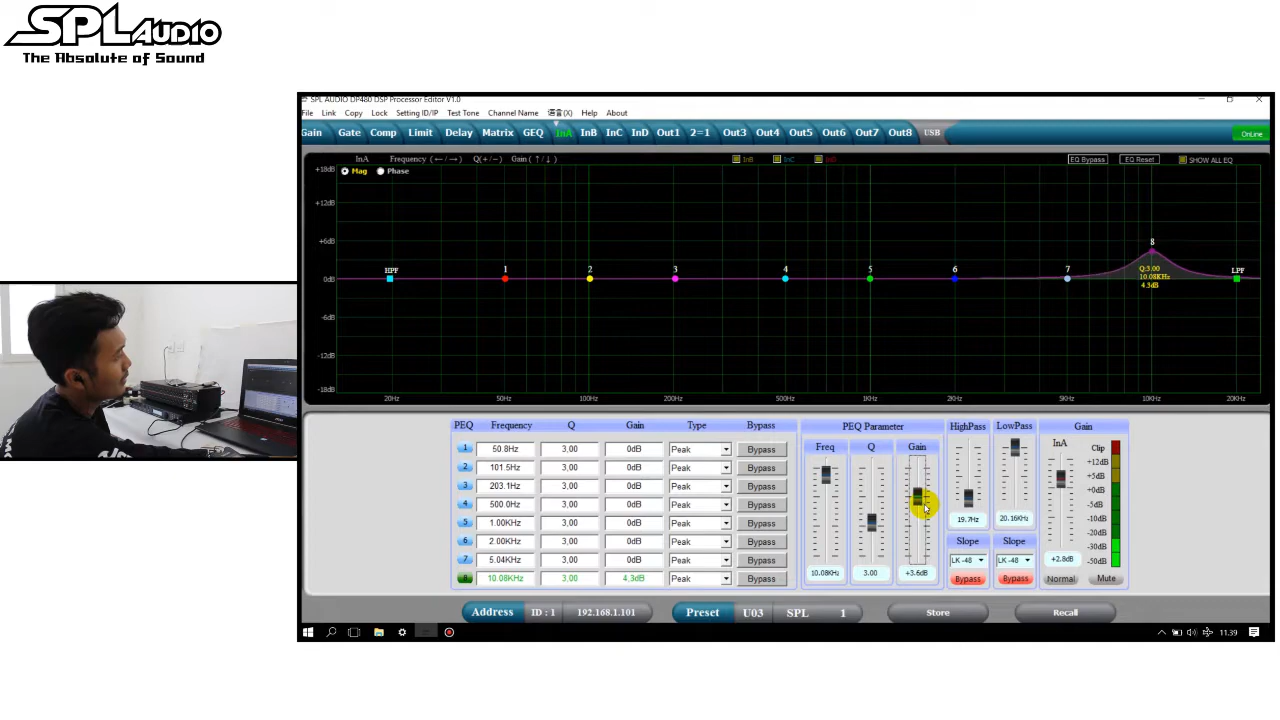 SPL AUDIO
The Absolute of Sound
SPL AUDIO DP480 DSP Processor Editor V1.0
File Link Copy Lock Setting ID/IP Test Tone Channel Name 语言(X) Help About
Gain Gate Comp Limit Delay Matrix GEQ InA InB InC InD Out1 2=1 Out3 Out4 Out5 Out6 Out7 Out8 USB OnLine
InA Frequency (←/→) Q(+/−) Gain(↑/↓) InB InC InD EQ Bypass EQ Reset SHOW ALL EQ
+18dB Mag Phase
+12dB
+6dB 8
HPF 1 2 3 4 5 6 7 LPF
0dB
Q:3,00
10.08KHz
4.3dB
-6dB
-12dB
-18dB
20Hz 50Hz 100Hz 200Hz 500Hz 1KHz 2KHz 5KHz 10KHz 20KHz
PEQ Frequency Q Gain Type Bypass
1 50.8Hz 3,00 0dB Peak Bypass
2 101.5Hz 3,00 0dB Peak Bypass
3 203.1Hz 3,00 0dB Peak Bypass
4 500.0Hz 3,00 0dB Peak Bypass
5 1.00KHz 3,00 0dB Peak Bypass
6 2.00KHz 3,00 0dB Peak Bypass
7 5.04KHz 3,00 0dB Peak Bypass
8 10.08KHz 3,00 4,3dB Peak Bypass
PEQ Parameter
Freq Q Gain
10.08KHz 3.00 +3.6dB
HighPass LowPass
19.7Hz 20.16KHz
Slope Slope
LK -48 LK -48
Bypass Bypass
Gain
InA Clip
+12dB
+5dB
+0dB
-5dB
-10dB
-20dB
-30dB
-50dB
+2.8dB
Normal Mute
Address ID : 1 192.168.1.101 Preset U03 SPL 1 Store Recall
11.39